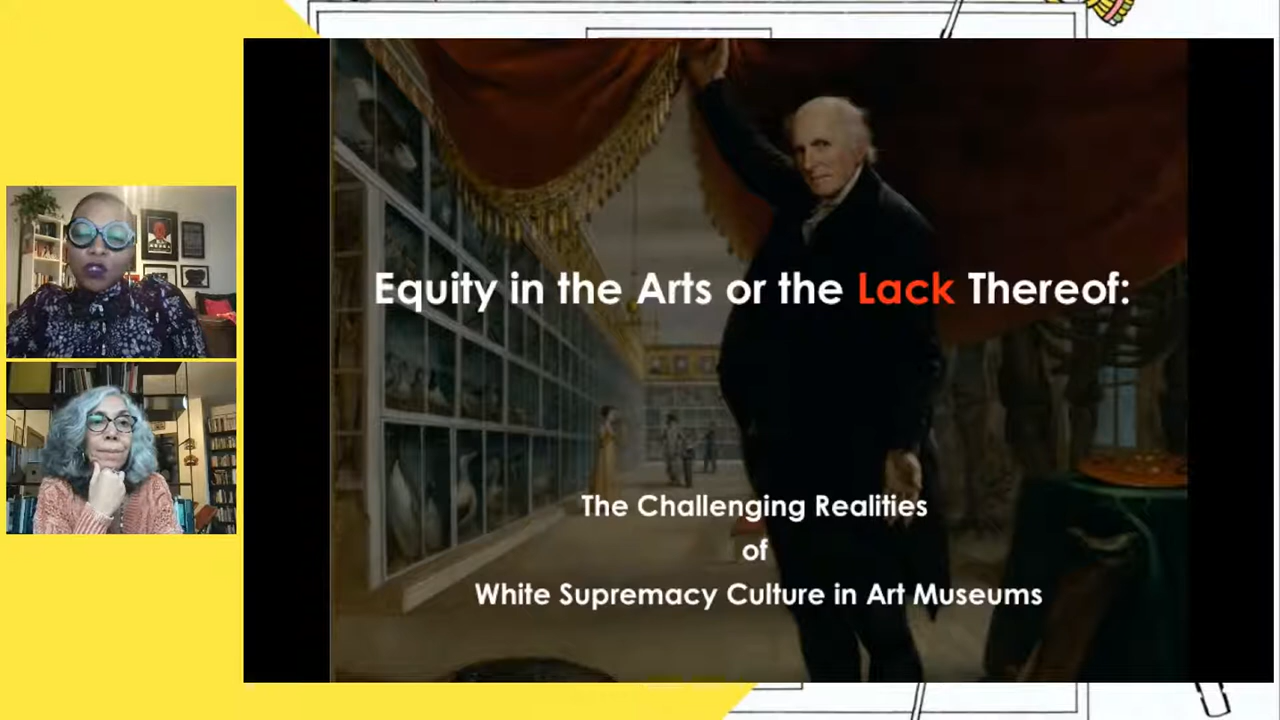 Equity in the Arts or the Lack Thereof:
The Challenging Realities
of
White Supremacy Culture in Art Museums